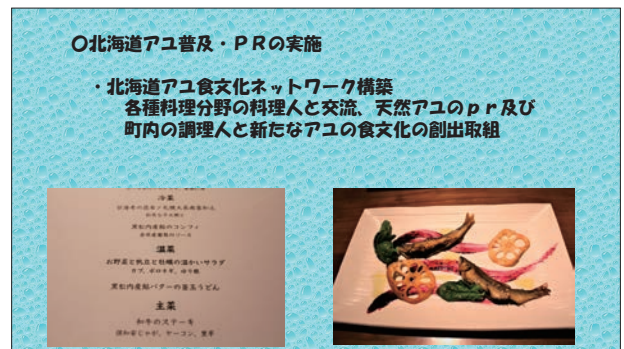 〇北海道アユ普及・PRの実施
・北海道アユ食文化ネットワーク構築
各種料理分野の料理人と交流、天然アユのpr及び
町内の調理人と新たなアユの食文化の創出取組
冷菜
黒松内産鮎のコンフィ
温菜
お野菜と帆立と牡蠣の温かいサラダ
黒松内産鮎バターの釜玉うどん
主菜
和牛のステーキ